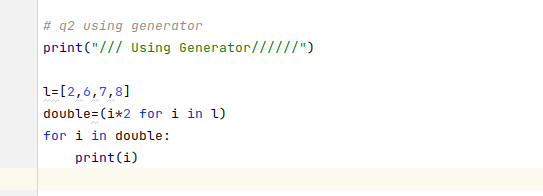 # q2 using generator
print("/// Using Generator//////")
l=[2,6,7,8]
double=(i*2 for i in l)
for i in double:
    print(i)